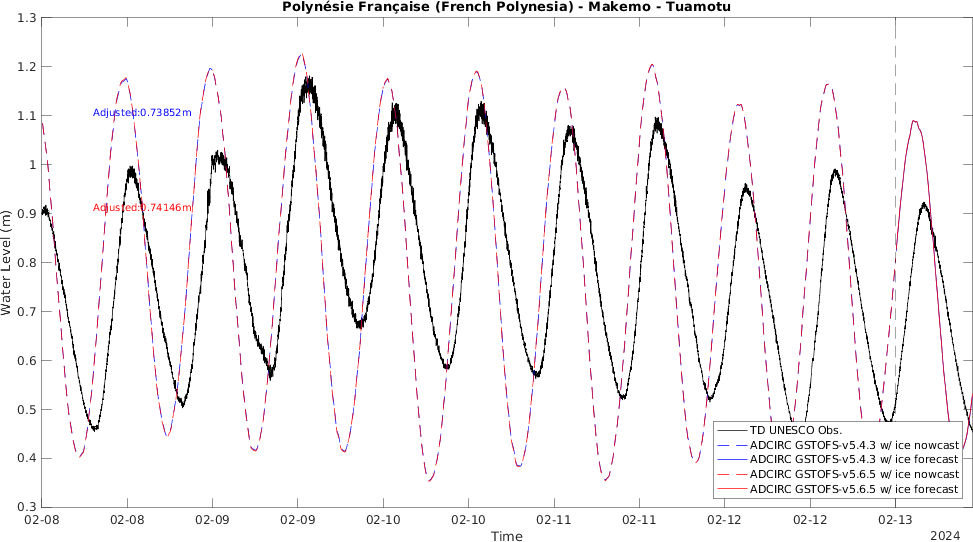 Polynésie Française (French Polynesia) - Makemo - Tuamotu
1.3
1.2
1.1
1
0.9
0.8
0.7
0.6
0.5
0.4
0.3
Water Level (m)
Adjusted:0.73852m
Adjusted:0.74146m
TD UNESCO Obs.
ADCIRC GSTOFS-v5.4.3 w/ ice nowcast
ADCIRC GSTOFS-v5.4.3 w/ ice forecast
ADCIRC GSTOFS-v5.6.5 w/ ice nowcast
ADCIRC GSTOFS-v5.6.5 w/ ice forecast
02-08 02-08 02-09 02-09 02-10 02-10 02-11 02-11 02-12 02-12 02-13
Time
2024